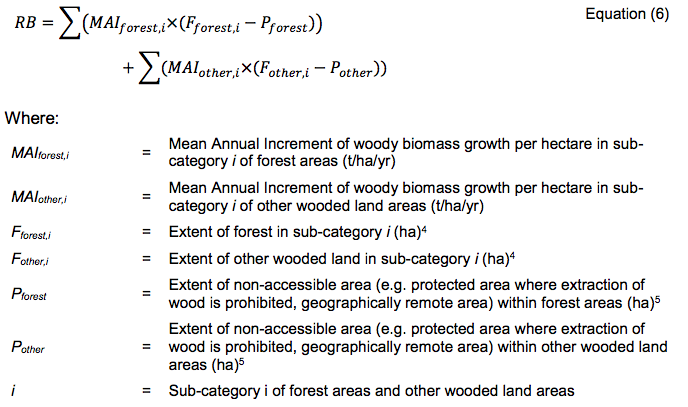 RB = ∑(MAI_forest,i×(F_forest,i − P_forest)) Equation (6)
+ ∑(MAI_other,i×(F_other,i − P_other))
Where:
MAI_forest,i = Mean Annual Increment of woody biomass growth per hectare in sub-
category i of forest areas (t/ha/yr)
MAI_other,i = Mean Annual Increment of woody biomass growth per hectare in sub-
category i of other wooded land areas (t/ha/yr)
F_forest,i = Extent of forest in sub-category i (ha)⁴
F_other,i = Extent of other wooded land in sub-category i (ha)⁴
P_forest = Extent of non-accessible area (e.g. protected area where extraction of
wood is prohibited, geographically remote area) within forest areas (ha)⁵
P_other = Extent of non-accessible area (e.g. protected area where extraction of
wood is prohibited, geographically remote area) within other wooded land
areas (ha)⁵
i = Sub-category i of forest areas and other wooded land areas